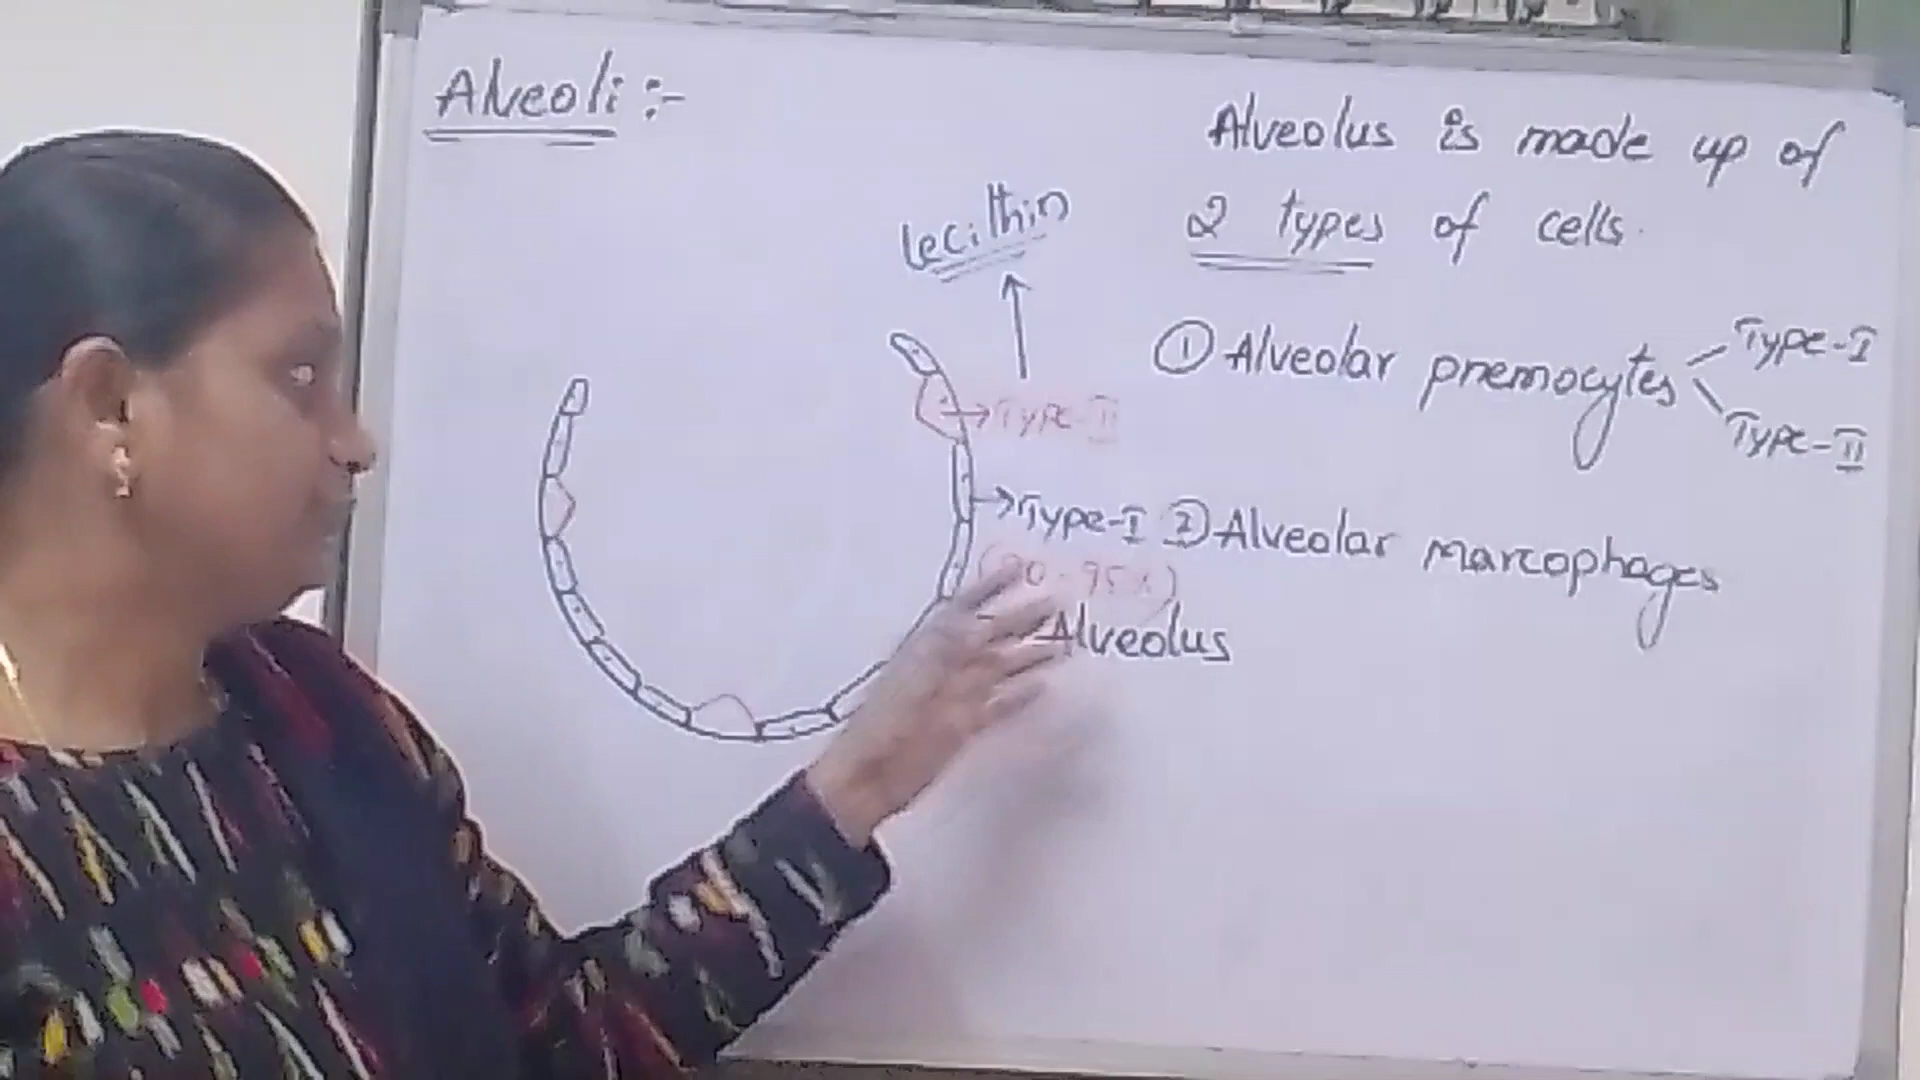 Alveoli :-
Alveolus is made up of
2 types of cells.
lecithin
① Alveolar pnemocytes
Type-I
Type-II
Type-II
Type-I
② Alveolar marcophages
(90-95%)
Alveolus